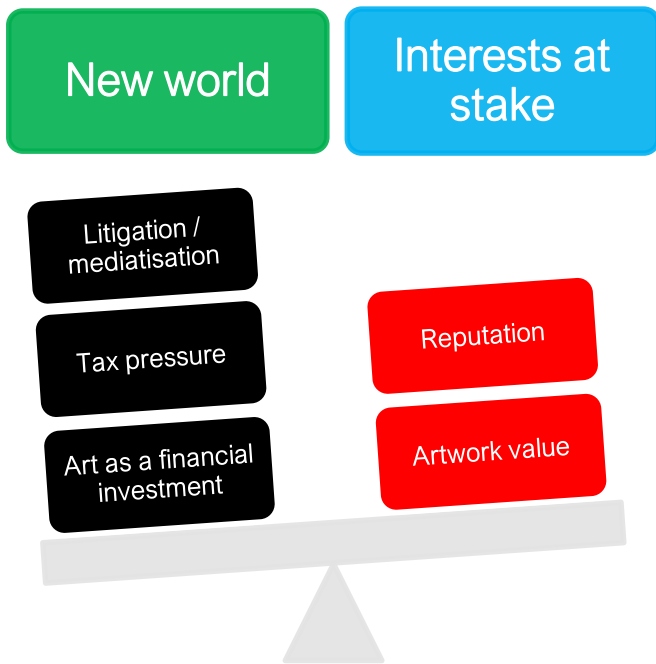 New world
Interests at
stake
Litigation /
mediatisation
Tax pressure
Art as a financial
investment
Reputation
Artwork value